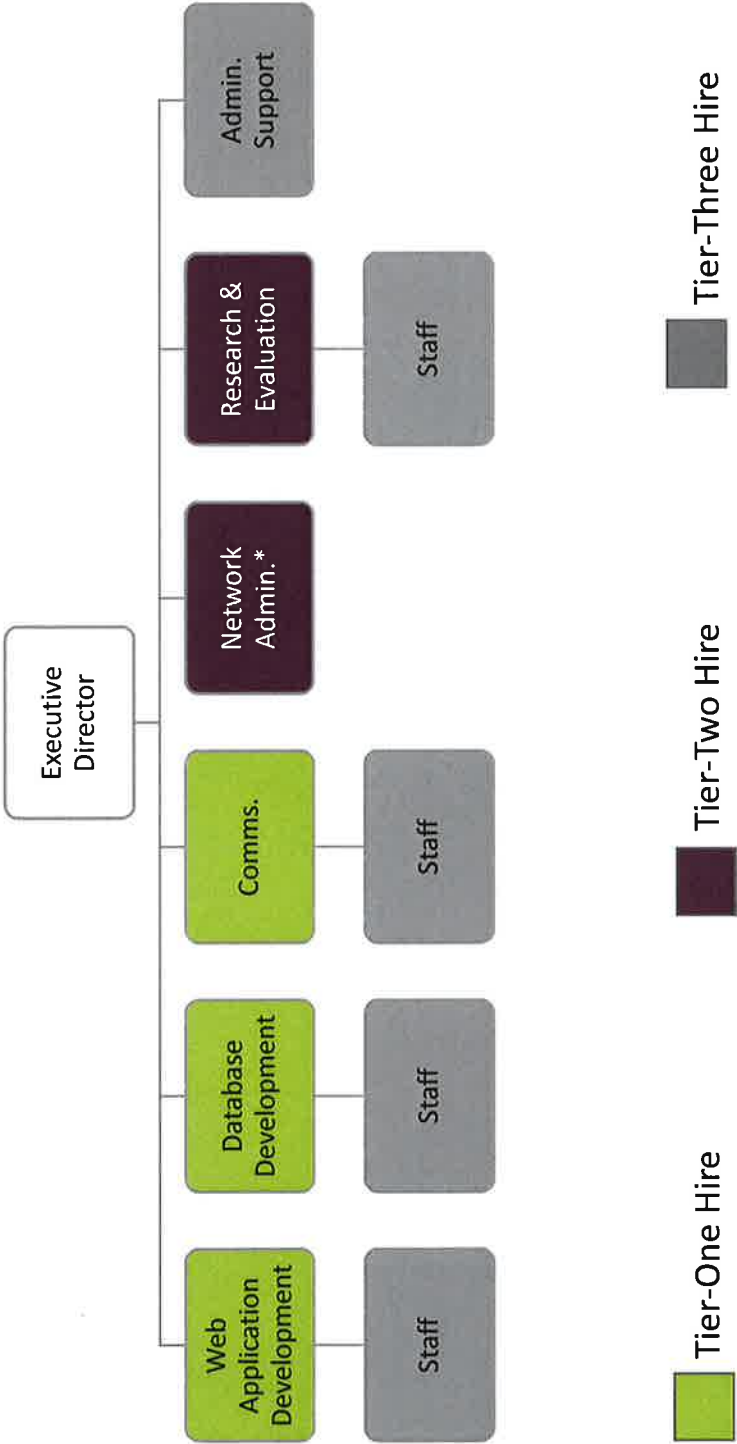 Executive
Director
Web
Application
Development
Database
Development
Comms.
Network
Admin.*
Research &
Evaluation
Admin.
Support
Staff
Staff
Staff
Staff
Tier-One Hire
Tier-Two Hire
Tier-Three Hire